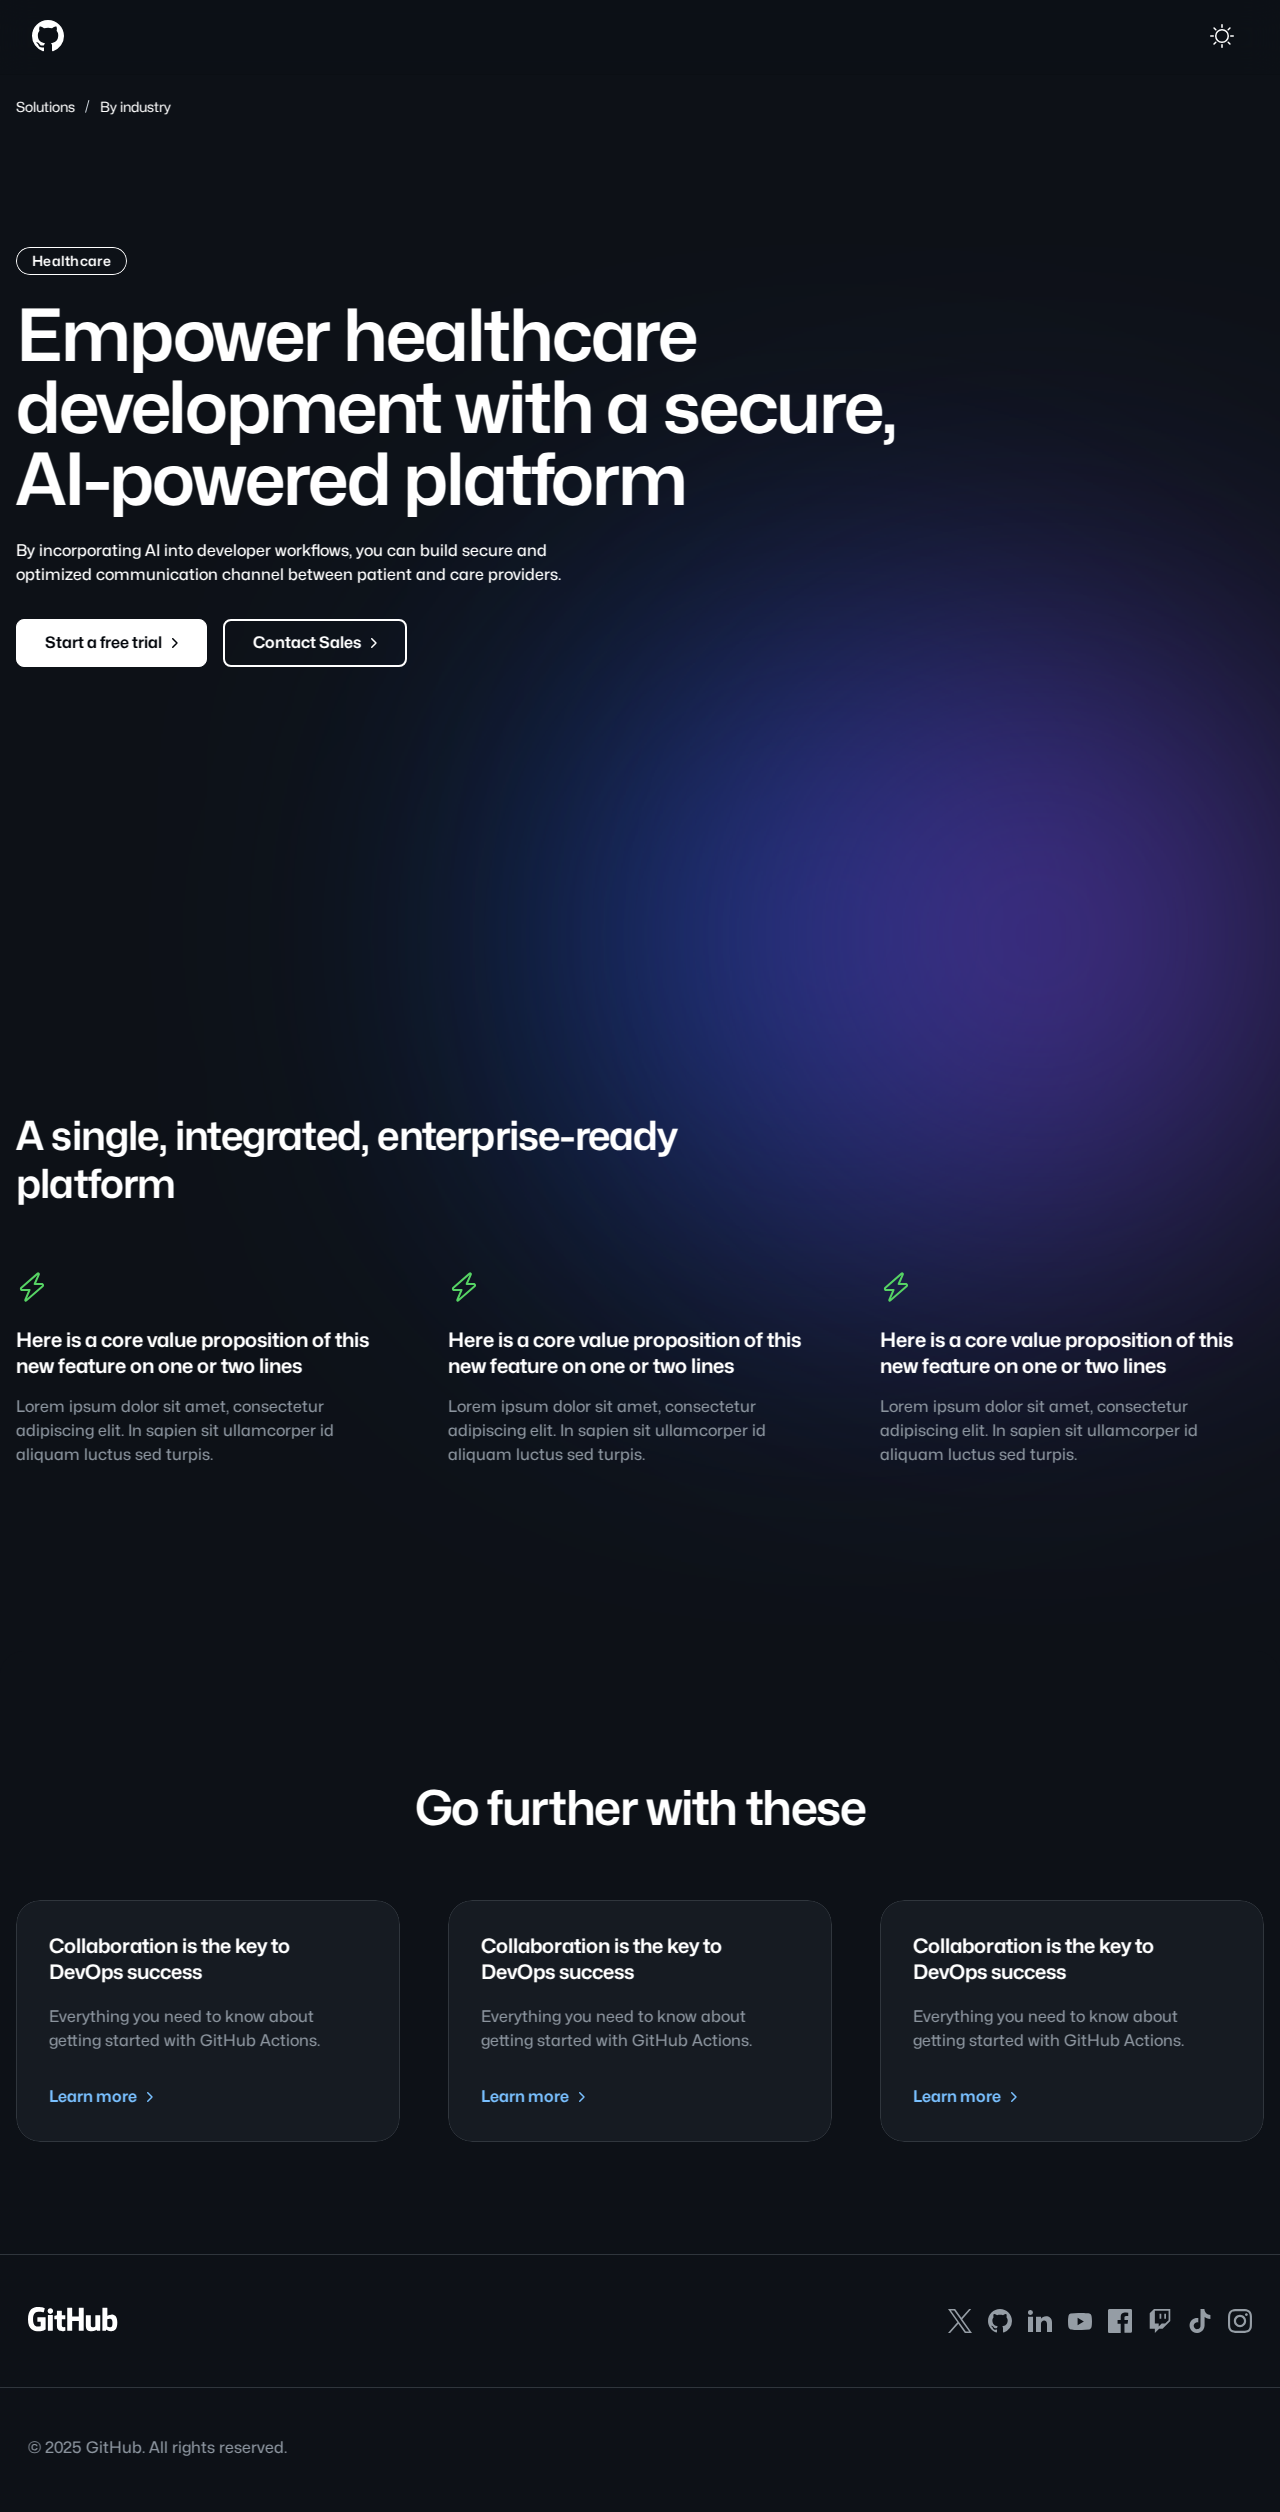 Solutions / By industry
Healthcare
Empower healthcare
development with a secure,
AI-powered platform
By incorporating AI into developer workflows, you can build secure and
optimized communication channel between patient and care providers.
Start a free trial
Contact Sales
A single, integrated, enterprise-ready
platform
Here is a core value proposition of this
new feature on one or two lines
Lorem ipsum dolor sit amet, consectetur
adipiscing elit. In sapien sit ullamcorper id
aliquam luctus sed turpis.
Here is a core value proposition of this
new feature on one or two lines
Lorem ipsum dolor sit amet, consectetur
adipiscing elit. In sapien sit ullamcorper id
aliquam luctus sed turpis.
Here is a core value proposition of this
new feature on one or two lines
Lorem ipsum dolor sit amet, consectetur
adipiscing elit. In sapien sit ullamcorper id
aliquam luctus sed turpis.
Go further with these
Collaboration is the key to
DevOps success
Everything you need to know about
getting started with GitHub Actions.
Learn more
Collaboration is the key to
DevOps success
Everything you need to know about
getting started with GitHub Actions.
Learn more
Collaboration is the key to
DevOps success
Everything you need to know about
getting started with GitHub Actions.
Learn more
GitHub
© 2025 GitHub. All rights reserved.